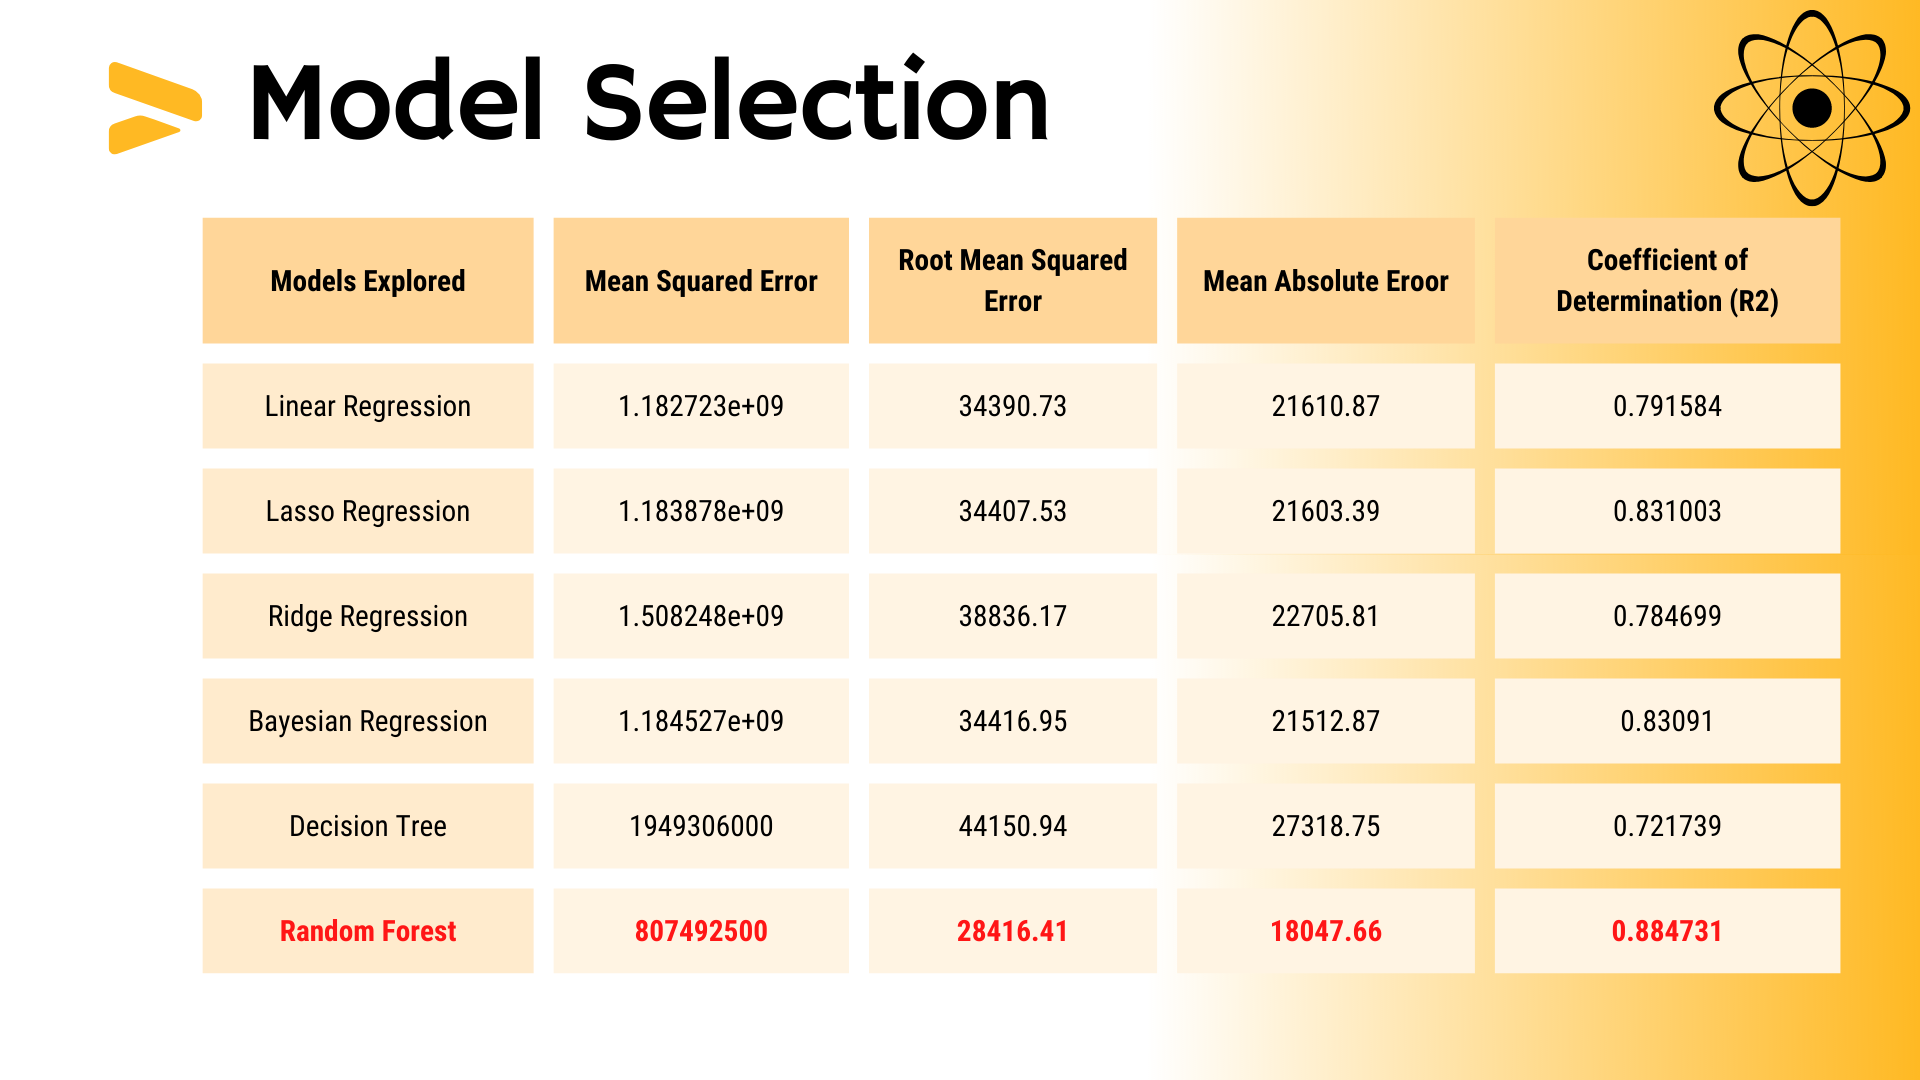 Model Selection
Models Explored
Mean Squared Error
Root Mean Squared
Error
Mean Absolute Eroor
Coefficient of
Determination (R2)
Linear Regression
1.182723e+09
34390.73
21610.87
0.791584
Lasso Regression
1.183878e+09
34407.53
21603.39
0.831003
Ridge Regression
1.508248e+09
38836.17
22705.81
0.784699
Bayesian Regression
1.184527e+09
34416.95
21512.87
0.83091
Decision Tree
1949306000
44150.94
27318.75
0.721739
Random Forest
807492500
28416.41
18047.66
0.884731